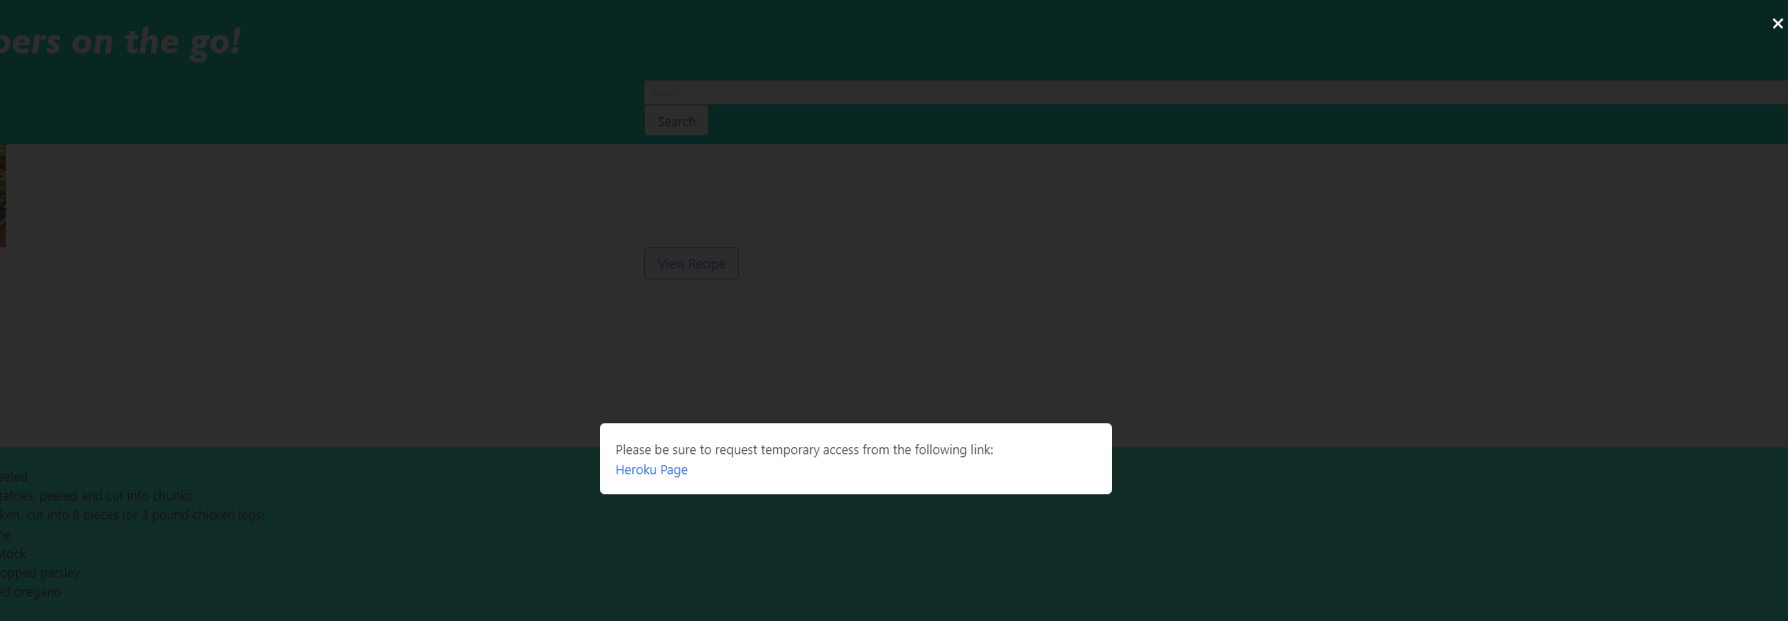 pers on the go!
Search...
Search
View Recipe
Please be sure to request temporary access from the following link:
Heroku Page
eeled
tatoes, peeled and cut into chunks
ken, cut into 8 pieces (or 3 pound chicken legs)
ne
stock
opped parsley
ed oregano